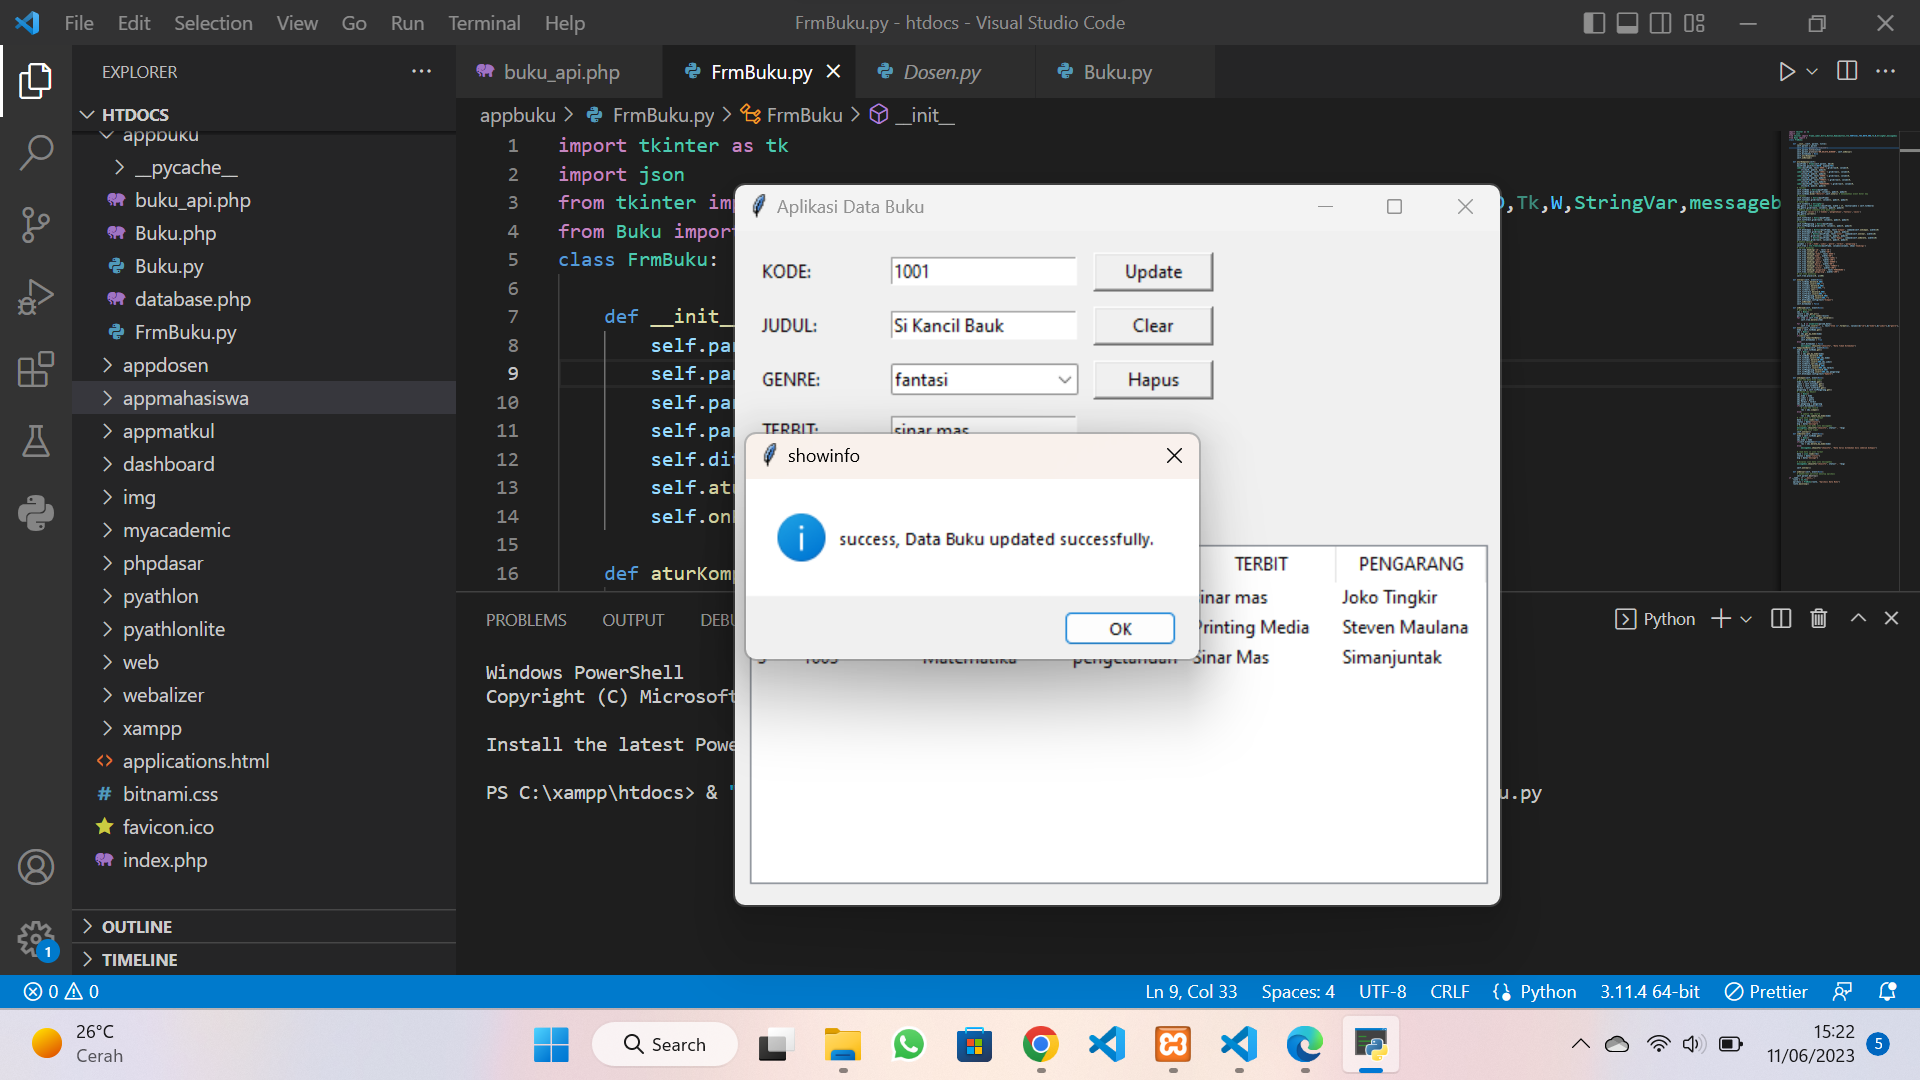 File Edit Selection View Go Run Terminal Help
FrmBuku.py - htdocs - Visual Studio Code
EXPLORER
HTDOCS
appbuku
__pycache__
buku_api.php
Buku.php
Buku.py
database.php
FrmBuku.py
appdosen
appmahasiswa
appmatkul
dashboard
img
myacademic
phpdasar
pyathlon
pyathlonlite
web
webalizer
xampp
applications.html
bitnami.css
favicon.ico
index.php
OUTLINE
TIMELINE
1
buku_api.php FrmBuku.py Dosen.py Buku.py
appbuku > FrmBuku.py > FrmBuku > __init__
1 import tkinter as tk
2 import json
3 from tkinter im ,Tk,W,StringVar,messageb
4 from Buku impor
5 class FrmBuku:
6
7 def __init__
8 self.pa
9 self.pa
10 self.pa
11 self.pa
12 self.di
13 self.at
14 self.on
15
16 def aturKom
Aplikasi Data Buku
KODE: 1001 Update
JUDUL: Si Kancil Bauk Clear
GENRE: fantasi Hapus
TERBIT: sinar mas
showinfo
success, Data Buku updated successfully.
OK
TERBIT PENGARANG
inar mas Joko Tingkir
Printing Media Steven Maulana
Matematika Sinar Mas Simanjuntak
PROBLEMS OUTPUT DEBU
Python
Windows PowerShell
Copyright (C) Microsoft
Install the latest Powe
PS C:\xampp\htdocs> & u.py
0 0
Ln 9, Col 33 Spaces: 4 UTF-8 CRLF Python 3.11.4 64-bit Prettier
26°C
Cerah
Search
15:22
11/06/2023
5